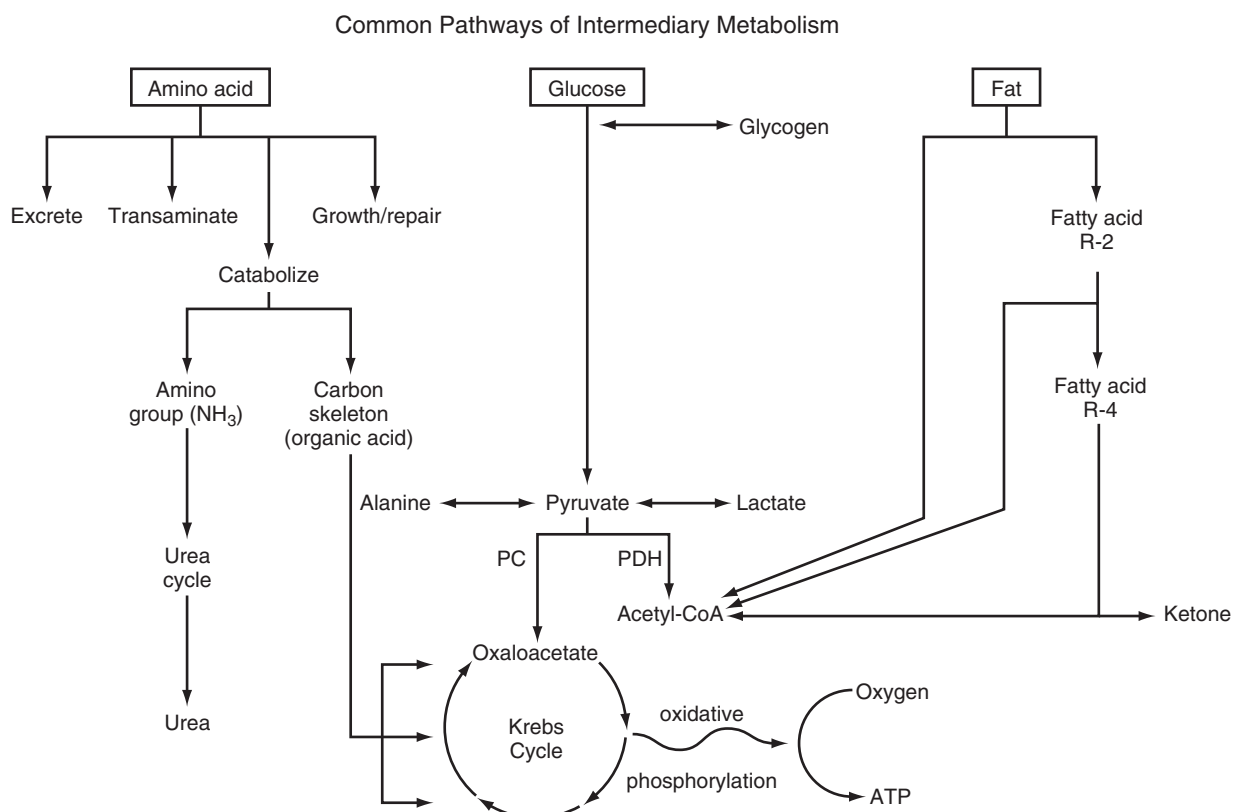 Common Pathways of Intermediary Metabolism
Amino acid
Glucose
Fat
Glycogen
Excrete
Transaminate
Growth/repair
Fatty acid
R-2
Catabolize
Amino
group (NH₃)
Carbon
skeleton
(organic acid)
Fatty acid
R-4
Alanine
Pyruvate
Lactate
PC
PDH
Urea
cycle
Acetyl-CoA
Ketone
Oxaloacetate
Urea
Krebs
Cycle
oxidative
phosphorylation
Oxygen
ATP